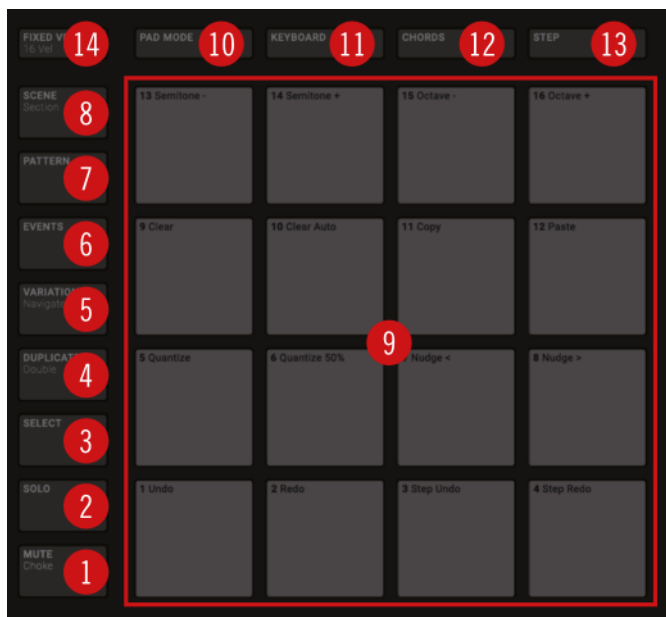 FIXED V
16 Vel
14
PAD MODE
10
KEYBOARD
11
CHORDS
12
STEP
13
SCENE
Section
8
13 Semitone -
14 Semitone +
15 Octave -
16 Octave +
PATTERN
7
EVENTS
6
9 Clear
10 Clear Auto
11 Copy
12 Paste
VARIATION
Navigate
5
9
DUPLICATE
Double
4
5 Quantize
6 Quantize 50%
Nudge <
8 Nudge >
SELECT
3
SOLO
2
1 Undo
2 Redo
3 Step Undo
4 Step Redo
MUTE
Choke
1